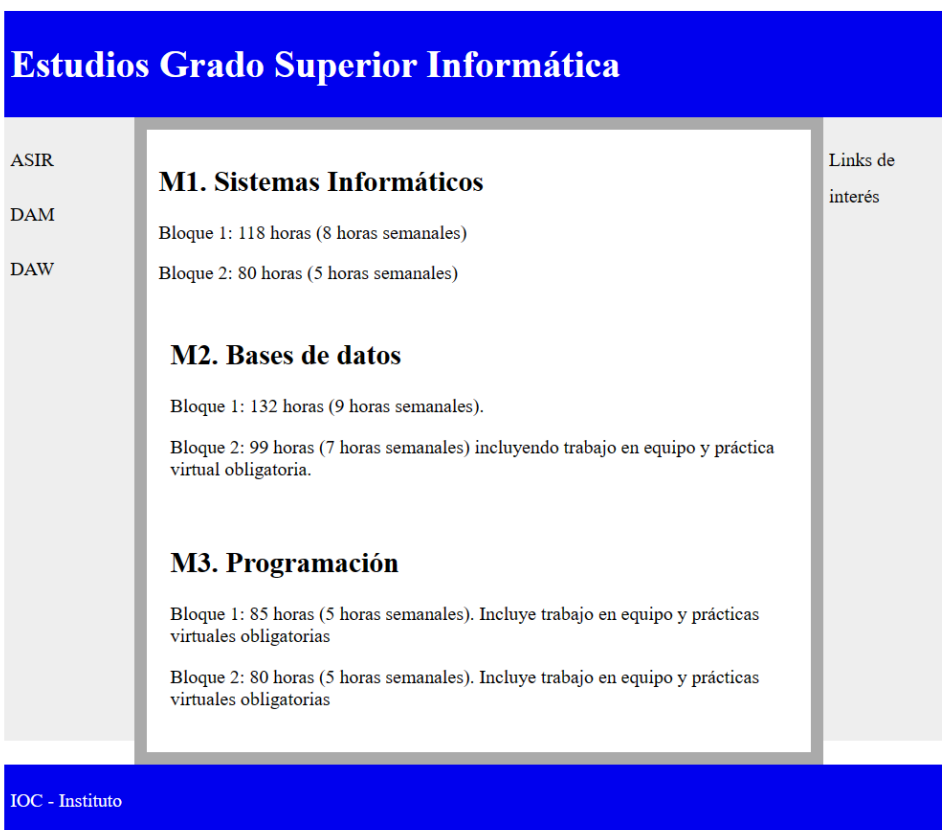 Estudios Grado Superior Informática
ASIR
DAM
DAW
M1. Sistemas Informáticos
Bloque 1: 118 horas (8 horas semanales)
Bloque 2: 80 horas (5 horas semanales)
M2. Bases de datos
Bloque 1: 132 horas (9 horas semanales).
Bloque 2: 99 horas (7 horas semanales) incluyendo trabajo en equipo y práctica
virtual obligatoria.
M3. Programación
Bloque 1: 85 horas (5 horas semanales). Incluye trabajo en equipo y prácticas
virtuales obligatorias
Bloque 2: 80 horas (5 horas semanales). Incluye trabajo en equipo y prácticas
virtuales obligatorias
Links de
interés
IOC - Instituto